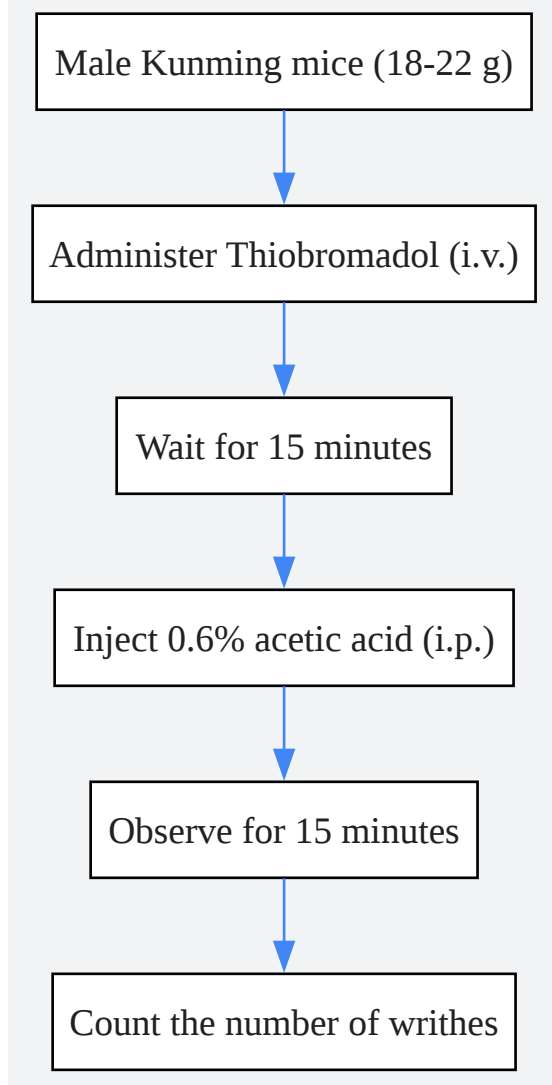 Male Kunming mice (18-22 g)
Administer Thiobromadol (i.v.)
Wait for 15 minutes
Inject 0.6% acetic acid (i.p.)
Observe for 15 minutes
Count the number of writhes